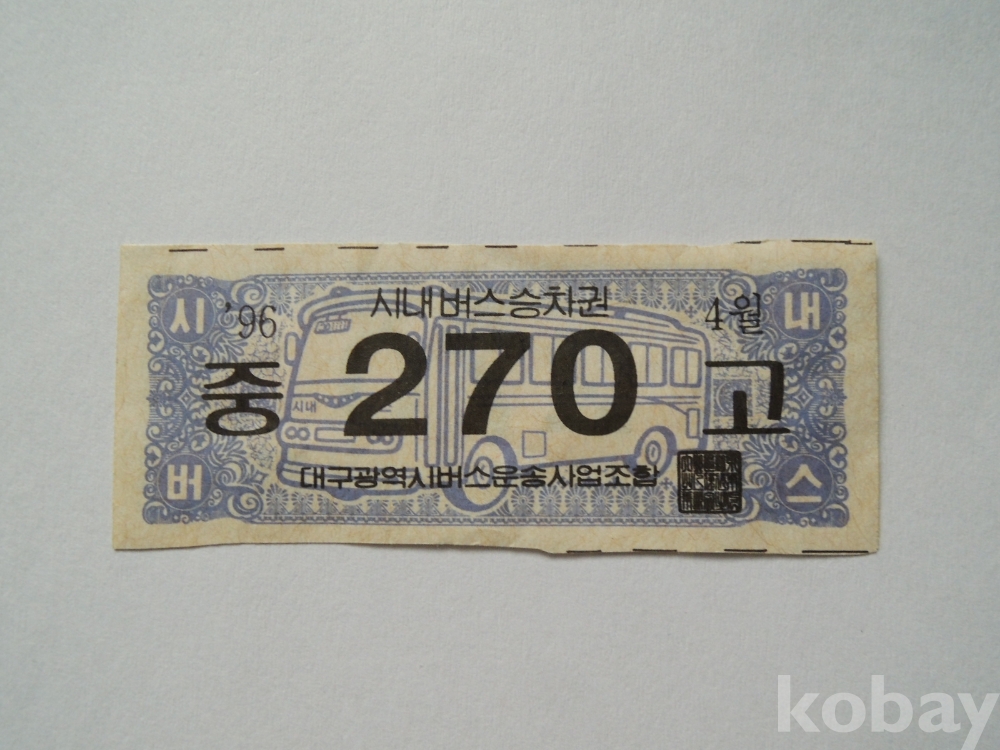 시 내
'96 시내버스승차권 4월
중 270 고
시내
대구광역시버스운송사업조합
버 스
kobay